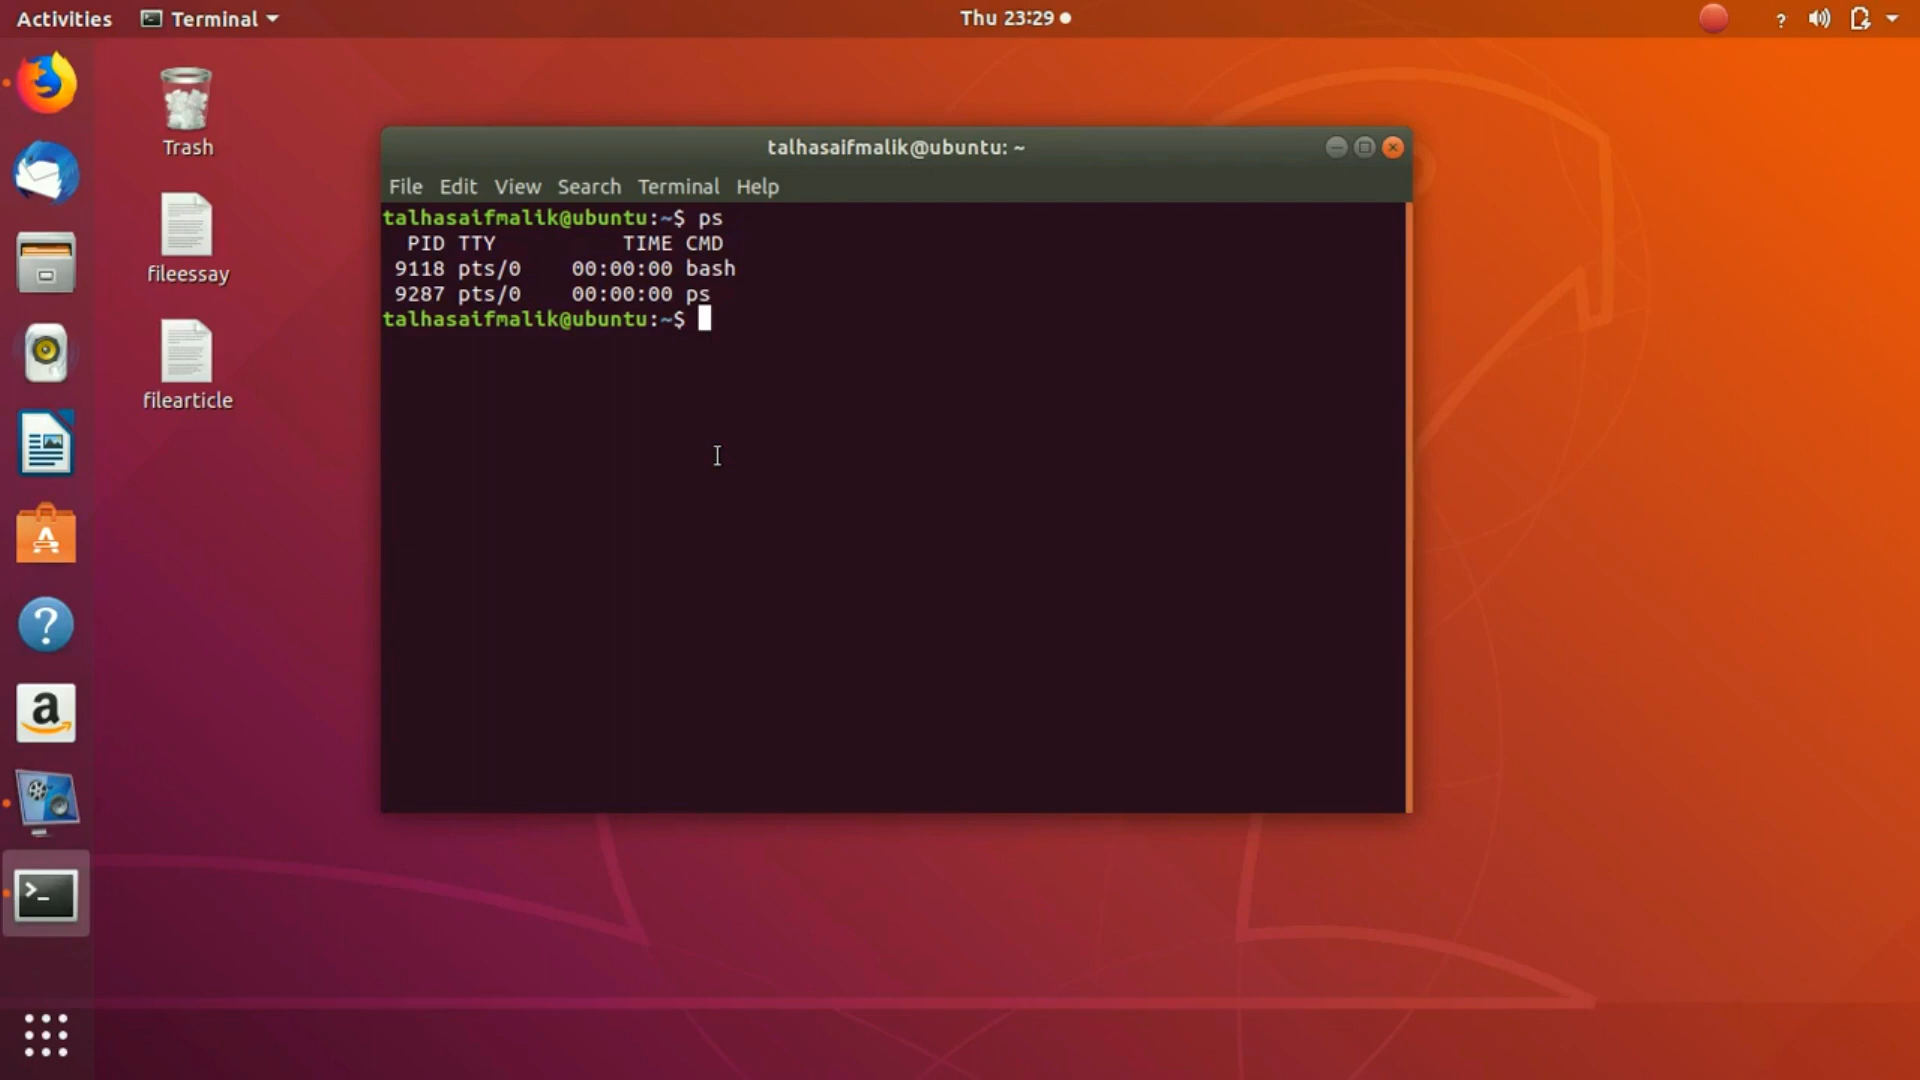 Activities Terminal Thu 23:29
Trash
fileessay
filearticle
talhasaifmalik@ubuntu: ~
File Edit View Search Terminal Help
talhasaifmalik@ubuntu:~$ ps
  PID TTY          TIME CMD
 9118 pts/0    00:00:00 bash
 9287 pts/0    00:00:00 ps
talhasaifmalik@ubuntu:~$